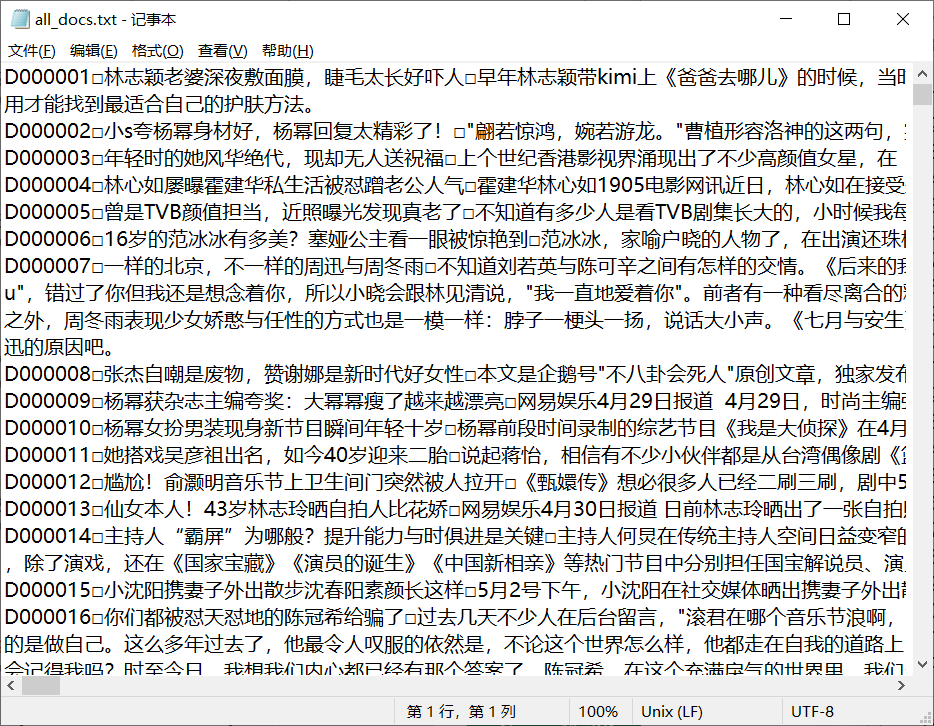 all_docs.txt - 记事本
文件(F) 编辑(E) 格式(O) 查看(V) 帮助(H)
D000001□林志颖老婆深夜敷面膜，睫毛太长好吓人□早年林志颖带kimi上《爸爸去哪儿》的时候，当
用才能找到最适合自己的护肤方法。
D000002□小s夸杨幂身材好，杨幂回复太精彩了！□"翩若惊鸿，婉若游龙。"曹植形容洛神的这两句，
D000003□年轻时的她风华绝代，现却无人送祝福□上个世纪香港影视界涌现出了不少高颜值女星，在
D000004□林心如屡曝霍建华私生活被怼蹭老公人气□霍建华林心如1905电影网讯近日，林心如在接受
D000005□曾是TVB颜值担当，近照曝光发现真老了□不知道有多少人是看TVB剧集长大的，小时候我每
D000006□16岁的范冰冰有多美？塞娅公主看一眼被惊艳到□范冰冰，家喻户晓的人物了，在出演还珠
D000007□一样的北京，不一样的周迅与周冬雨□不知道刘若英与陈可辛之间有怎样的交情。《后来的我
u"，错过了你但我还是想念着你，所以小晓会跟林见清说，"我一直地爱着你"。前者有一种看尽离合的
之外，周冬雨表现少女娇憨与任性的方式也是一模一样：脖子一梗头一扬，说话大小声。《七月与安生
迅的原因吧。
D000008□张杰自嘲是废物，赞谢娜是新时代好女性□本文是企鹅号"不八卦会死人"原创文章，独家发布
D000009□杨幂获杂志主编夸奖：大幂幂瘦了越来越漂亮□网易娱乐4月29日报道  4月29日，时尚主编
D000010□杨幂女扮男装现身新节目瞬间年轻十岁□杨幂前段时间录制的综艺节目《我是大侦探》在4月
D000011□她搭戏吴彦祖出名，如今40岁迎来二胎□说起蒋怡，相信有不少小伙伴都是从台湾偶像剧《
D000012□尴尬！俞灏明音乐节上卫生间门突然被人拉开□《甄嬛传》想必很多人已经二刷三刷，剧中5
D000013□仙女本人！43岁林志玲晒自拍人比花娇□网易娱乐4月30日报道 日前林志玲晒出了一张自拍
D000014□主持人“霸屏”为哪般？提升能力与时俱进是关键□主持人何炅在传统主持人空间日益变窄的
，除了演戏，还在《国家宝藏》《演员的诞生》《中国新相亲》等热门节目中分别担任国宝解说员、演
D000015□小沈阳携妻子外出散步沈春阳素颜长这样□5月2号下午，小沈阳在社交媒体晒出携妻子外出
D000016□你们都被怼天怼地的陈冠希给骗了□过去几天不少人在后台留言，"滚君在哪个音乐节浪啊，
的是做自己。这么多年过去了，他最令人叹服的依然是，不论这个世界怎么样，他都走在自我的道路上
会记得我吗？时至今日，我想我们内心都已经有那个答案了。陈冠希，在这个充满戾气的世界里，我们
第 1 行，第 1 列 100% Unix (LF) UTF-8